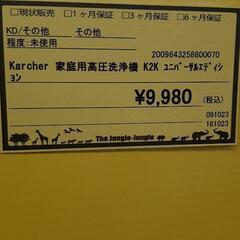 □現状販売 □1ヶ月保証 □3ヶ月保証 □6ヶ月保証
KD/その他 その他
程度:未使用
2009843258600070
Karcher 家庭用高圧洗浄機 K2K ユニバーサルエディション
¥9,980 (税込)
091023
161023
The Jungle-Jungle